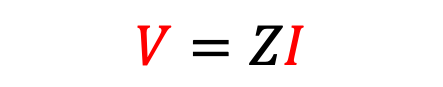 V = ZI